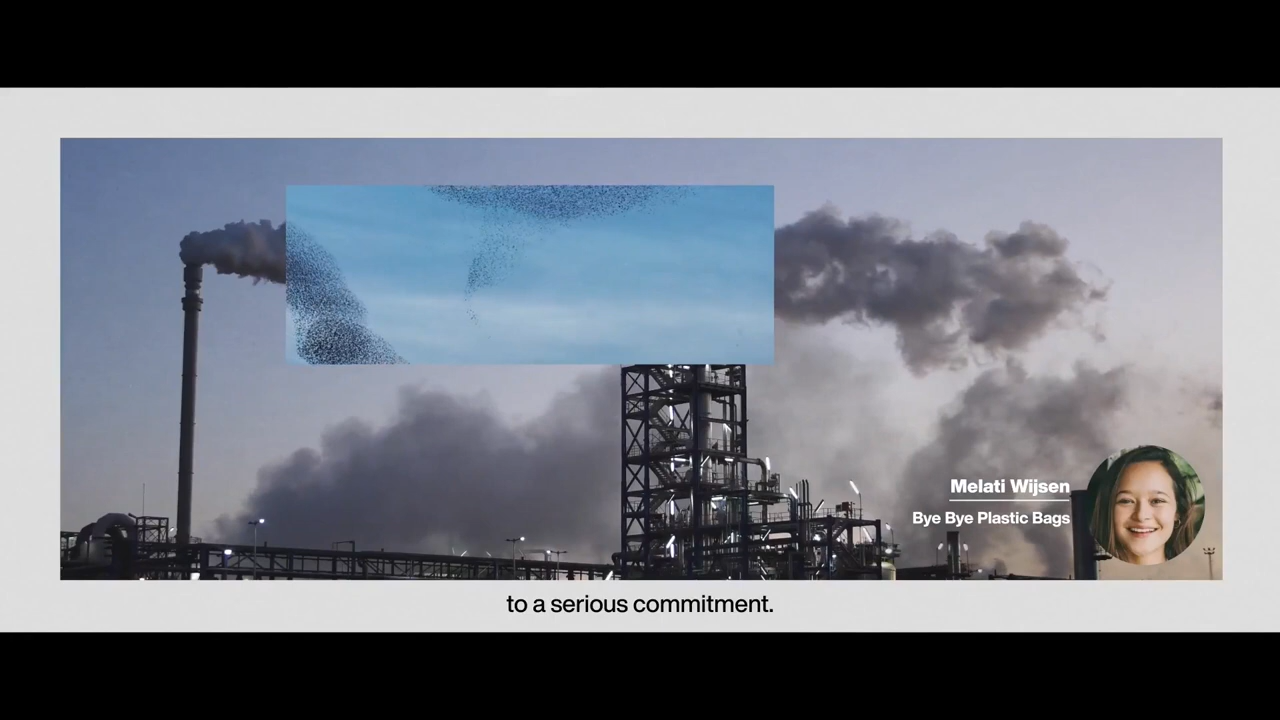 Melati Wijsen
Bye Bye Plastic Bags
to a serious commitment.